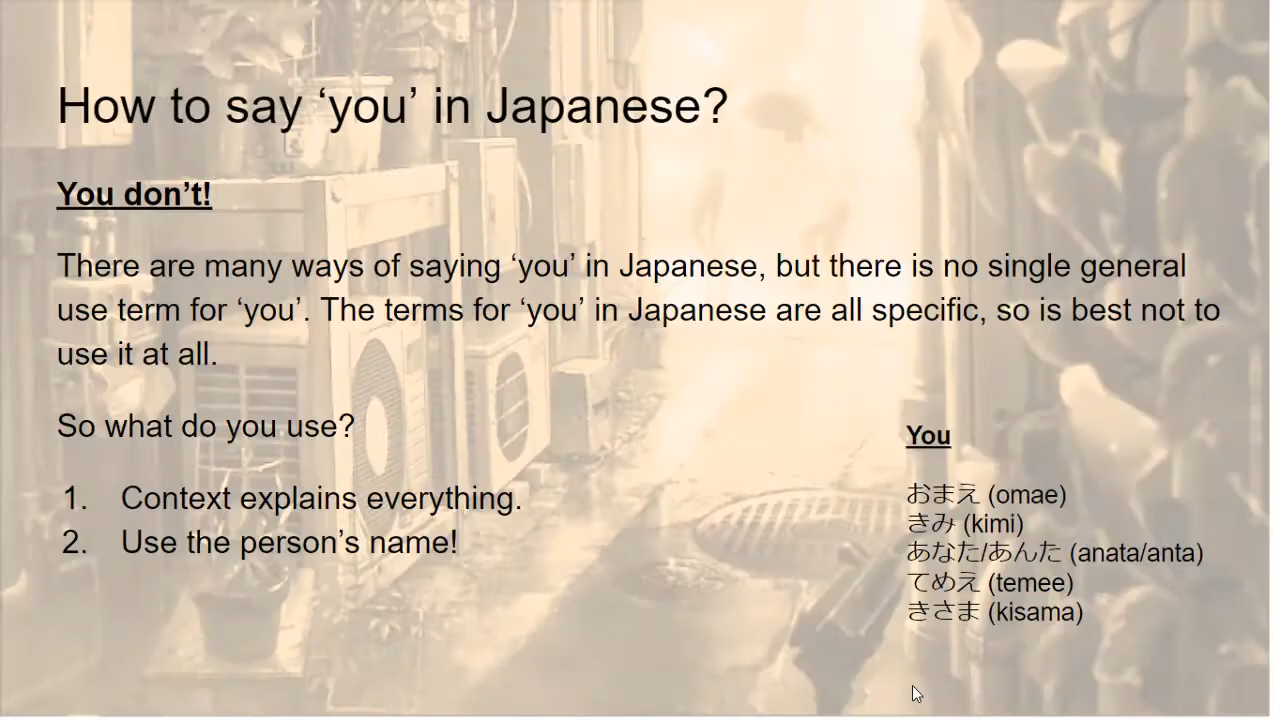 How to say ‘you’ in Japanese?
You don’t!
There are many ways of saying ‘you’ in Japanese, but there is no single general
use term for ‘you’. The terms for ‘you’ in Japanese are all specific, so is best not to
use it at all.
So what do you use?
1. Context explains everything.
2. Use the person’s name!
You
おまえ (omae)
きみ (kimi)
あなた/あんた (anata/anta)
てめえ (temee)
きさま (kisama)